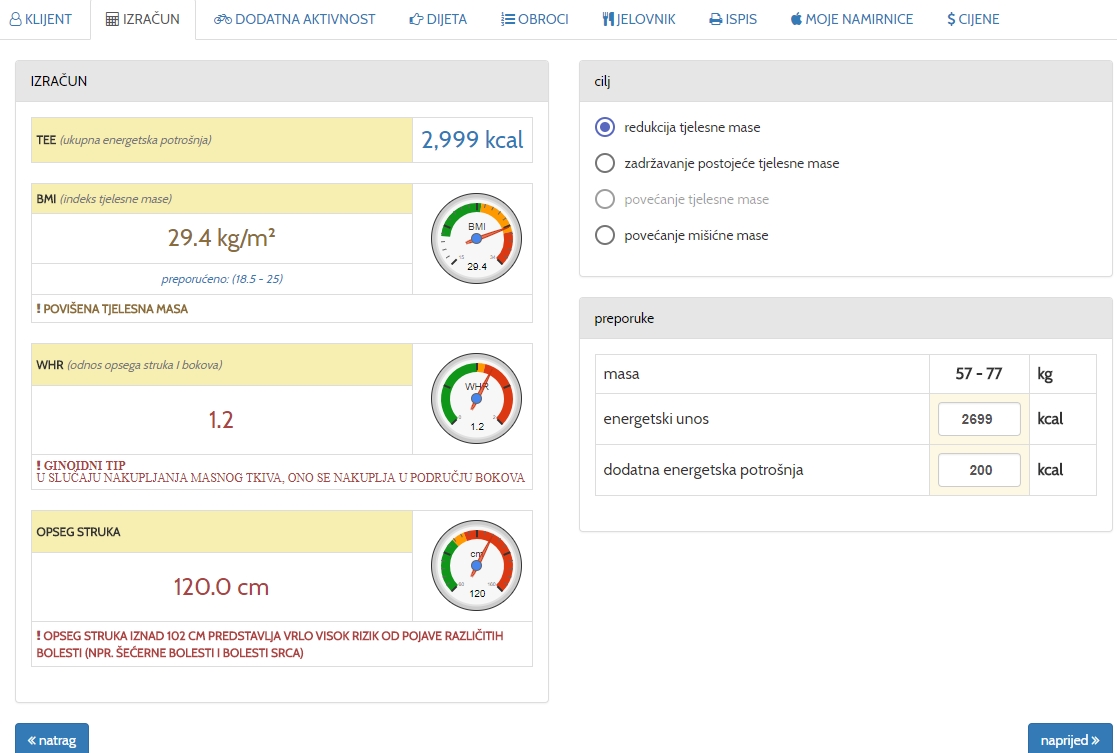 KLIJENT IZRAČUN DODATNA AKTIVNOST DIJETA OBROCI JELOVNIK ISPIS MOJE NAMIRNICE $ CIJENE
IZRAČUN
TEE (ukupna energetska potrošnja) 2,999 kcal
BMI (indeks tjelesne mase)
29.4 kg/m²
preporučeno: (18.5 - 25)
BMI
29.4
! POVIŠENA TJELESNA MASA
WHR (odnos opsega struka I bokova)
1.2
WHR
1.2
! GINOIDNI TIP
U SLUČAJU NAKUPLJANJA MASNOG TKIVA, ONO SE NAKUPLJA U PODRUČJU BOKOVA
OPSEG STRUKA
120.0 cm
cm
120
! OPSEG STRUKA IZNAD 102 CM PREDSTAVLJA VRLO VISOK RIZIK OD POJAVE RAZLIČITIH
BOLESTI (NPR. ŠEĆERNE BOLESTI I BOLESTI SRCA)
cilj
redukcija tjelesne mase
zadržavanje postojeće tjelesne mase
povećanje tjelesne mase
povećanje mišićne mase
preporuke
masa 57 - 77 kg
energetski unos 2699 kcal
dodatna energetska potrošnja 200 kcal
« natrag
naprijed »